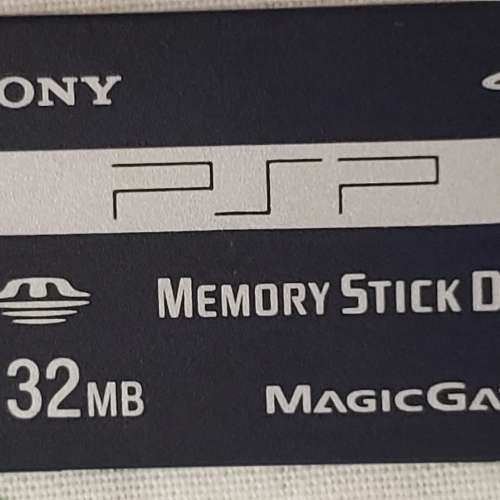 ONY
PSP
MEMORY STICK D
32MB
MAGICGA